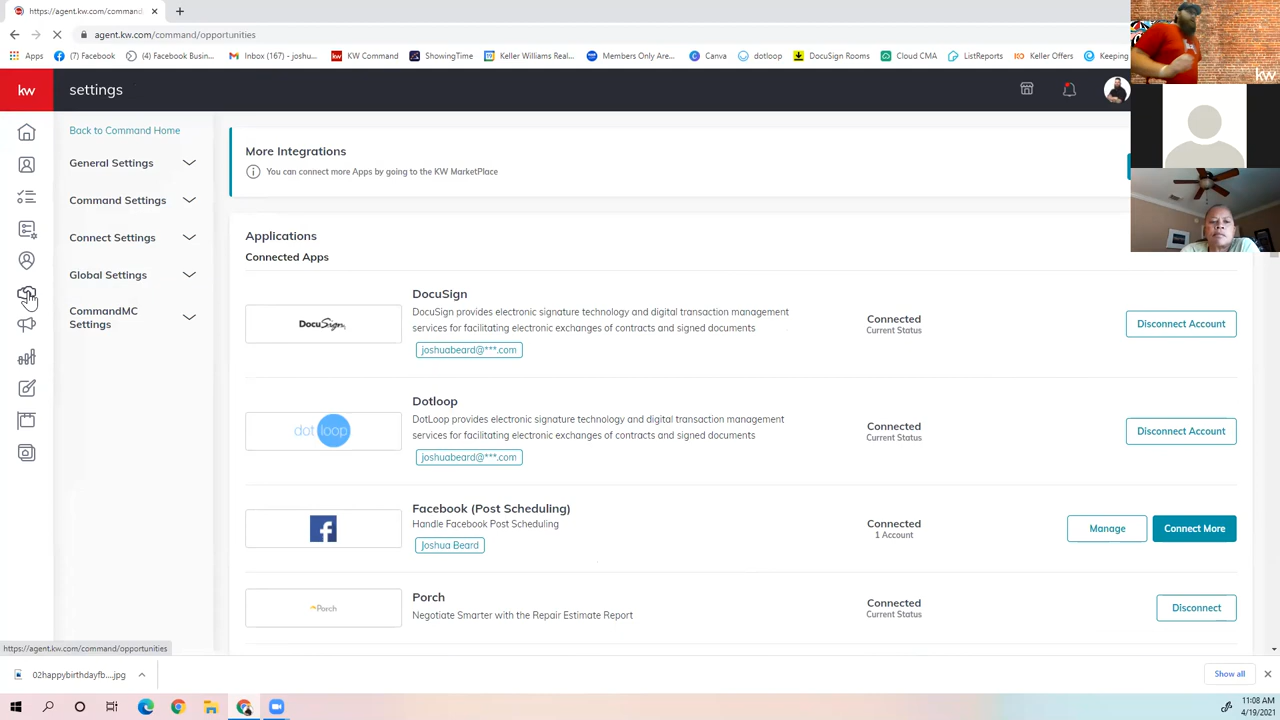 https://agent.kw.com/command
agent.kw.com/command/opportunities
Apps
(7) Facebook
(4) Facebook Busin...
Inbox (167) - joshu...
KW Command
ShowingTime
Keller Williams Real...
Members Only Are...
Canva
dotloop
DocuSign Rooms
Cloud CMA
ListReports
Keller Offers
Keeping
kw
settings
kw
Back to Command Home
General Settings
Command Settings
Connect Settings
Global Settings
CommandMC
Settings
More Integrations
You can connect more Apps by going to the KW MarketPlace
Applications
Connected Apps
DocuSign
DocuSign
DocuSign provides electronic signature technology and digital transaction management
services for facilitating electronic exchanges of contracts and signed documents
joshuabeard@***.com
Connected
Current Status
Disconnect Account
dot loop
Dotloop
DotLoop provides electronic signature technology and digital transaction management
services for facilitating electronic exchanges of contracts and signed documents
joshuabeard@***.com
Connected
Current Status
Disconnect Account
Facebook (Post Scheduling)
Handle Facebook Post Scheduling
Joshua Beard
Connected
1 Account
Manage
Connect More
Porch
Porch
Negotiate Smarter with the Repair Estimate Report
Connected
Current Status
Disconnect
https://agent.kw.com/command/opportunities
02happybirthdayfb....jpg
Show all
11:08 AM
4/19/2021